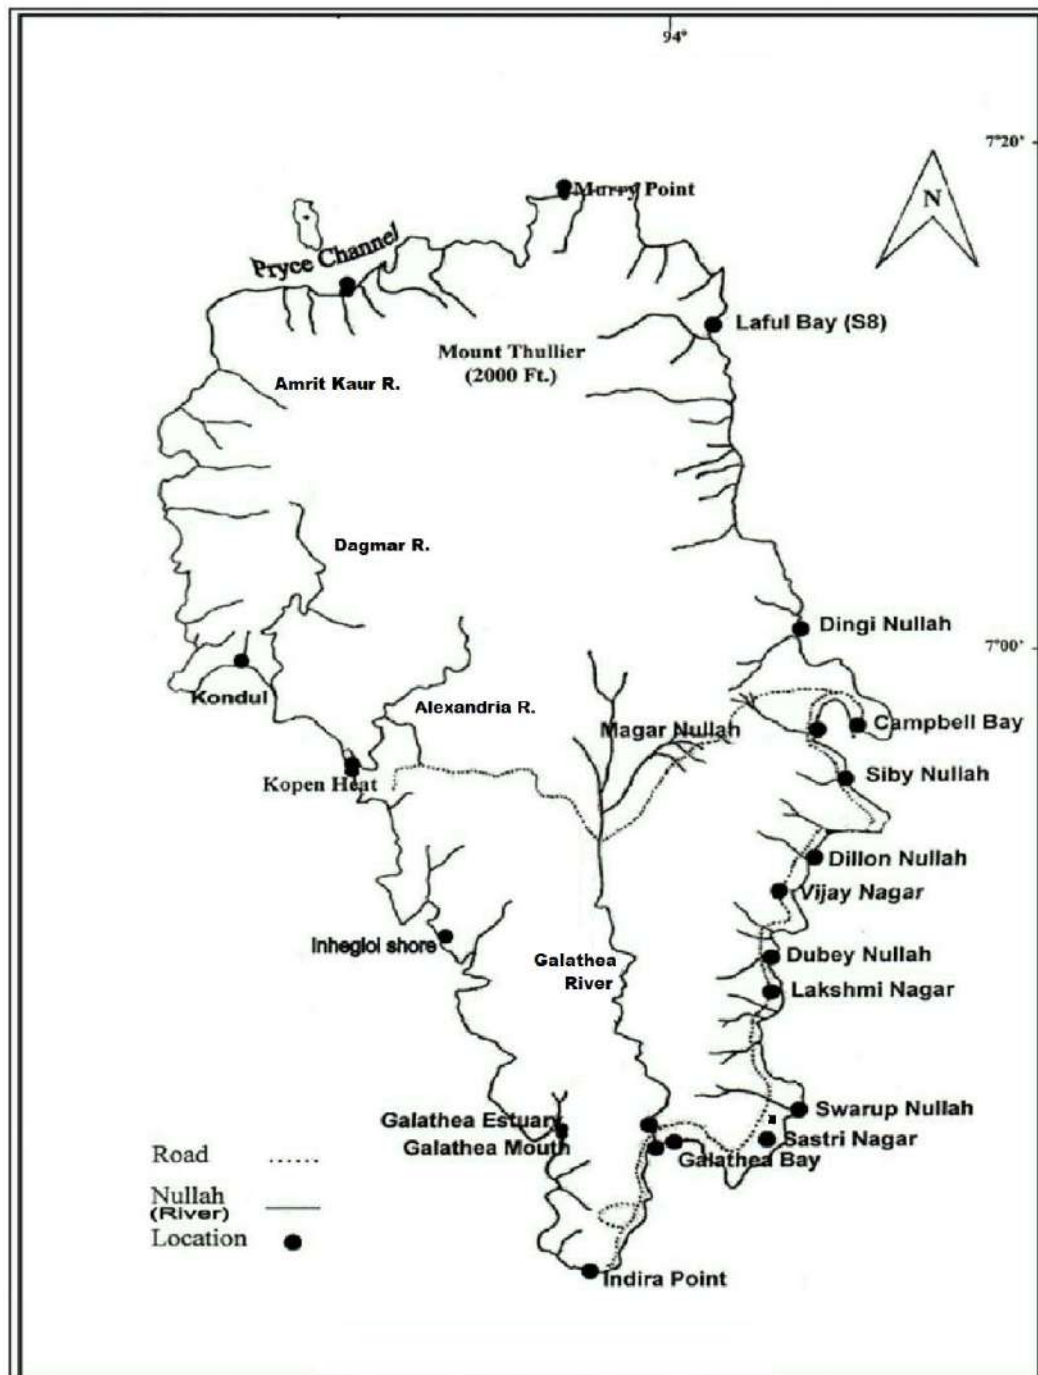 94°
7°20'
N
Murry Point
Pryce Channel
Laful Bay (S8)
Mount Thullier
(2000 Ft.)
Amrit Kaur R.
Dagmar R.
Dingi Nullah
7°00'
Kondul
Alexandria R.
Magar Nullah
Campbell Bay
Kopen Heat
Siby Nullah
Dillon Nullah
Vijay Nagar
Inhegloi shore
Galathea
River
Dubey Nullah
Lakshmi Nagar
Swarup Nullah
Galathea Estuary
Galathea Mouth
Sastri Nagar
Galathea Bay
Road
Nullah
(River)
Location
Indira Point